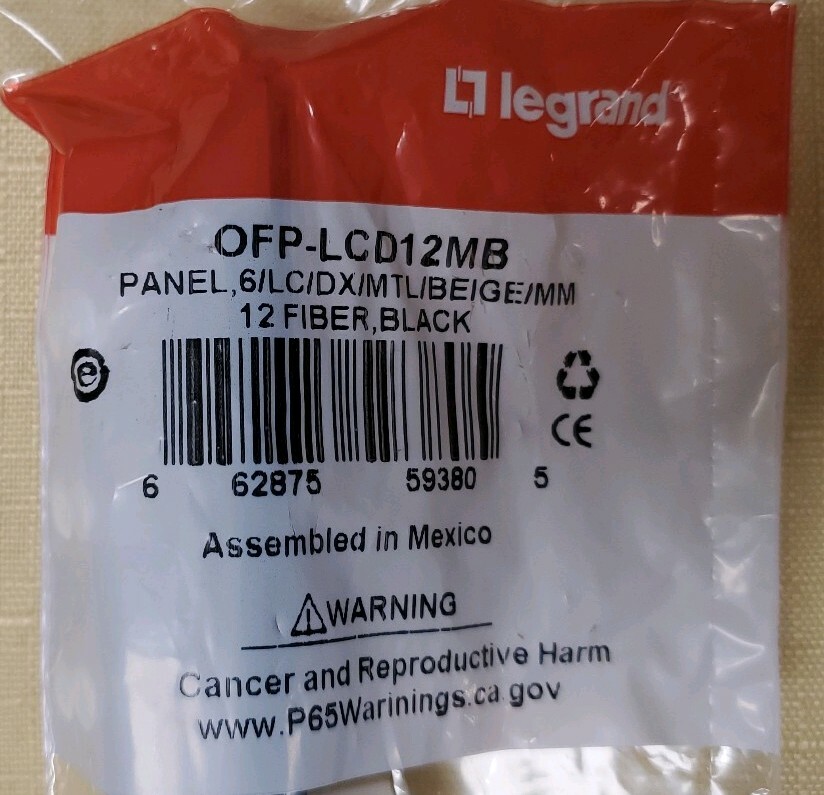 legrand
OFP-LCD12MB
PANEL,6/LC/DX/MTL/BEIGE/MM
12 FIBER,BLACK
e
CE
6 62875 59380 5
Assembled in Mexico
WARNING
Cancer and Reproductive Harm
www.P65Warinings.ca.gov